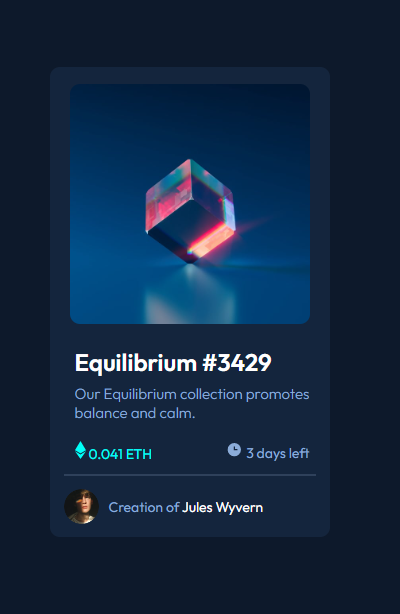 Equilibrium #3429
Our Equilibrium collection promotes
balance and calm.
0.041 ETH
3 days left
Creation of Jules Wyvern